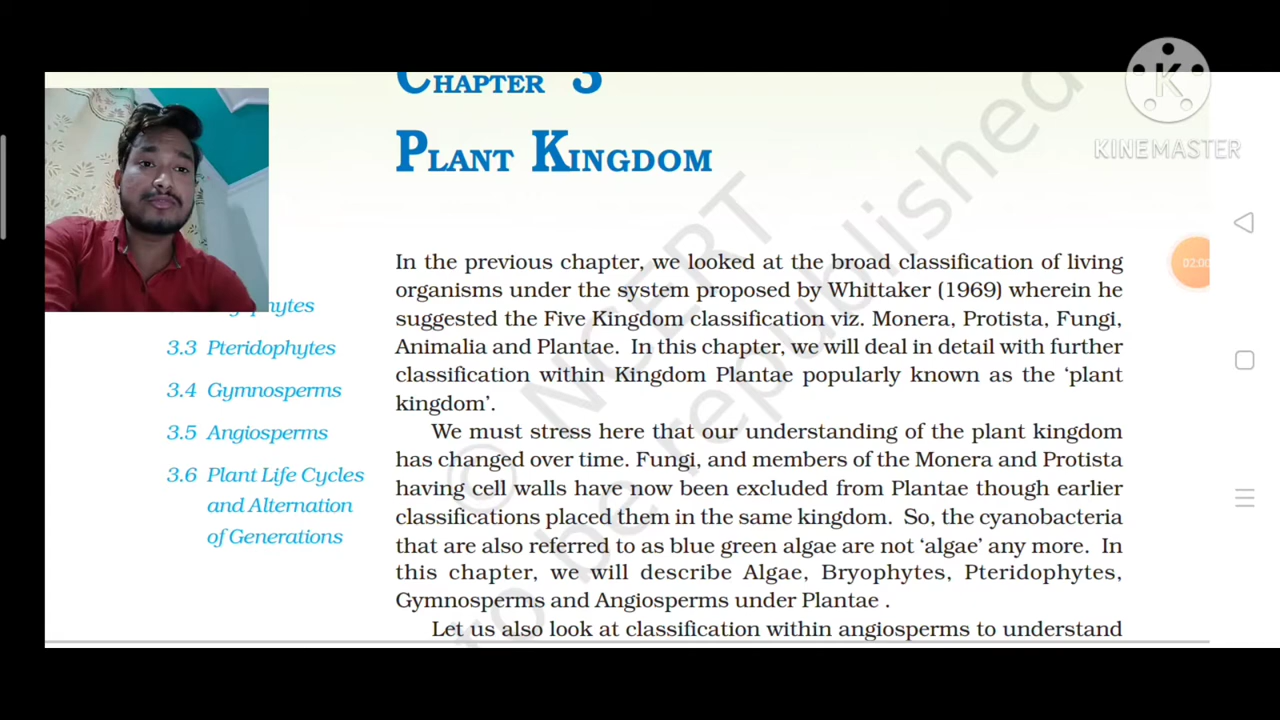 CHAPTER 3
PLANT KINGDOM
KINEMASTER
02:00
3.3 Pteridophytes
3.4 Gymnosperms
3.5 Angiosperms
3.6 Plant Life Cycles
and Alternation
of Generations
In the previous chapter, we looked at the broad classification of living
organisms under the system proposed by Whittaker (1969) wherein he
suggested the Five Kingdom classification viz. Monera, Protista, Fungi,
Animalia and Plantae. In this chapter, we will deal in detail with further
classification within Kingdom Plantae popularly known as the ‘plant
kingdom’.
We must stress here that our understanding of the plant kingdom
has changed over time. Fungi, and members of the Monera and Protista
having cell walls have now been excluded from Plantae though earlier
classifications placed them in the same kingdom. So, the cyanobacteria
that are also referred to as blue green algae are not ‘algae’ any more. In
this chapter, we will describe Algae, Bryophytes, Pteridophytes,
Gymnosperms and Angiosperms under Plantae .
Let us also look at classification within angiosperms to understand
© NCERT
to be republished